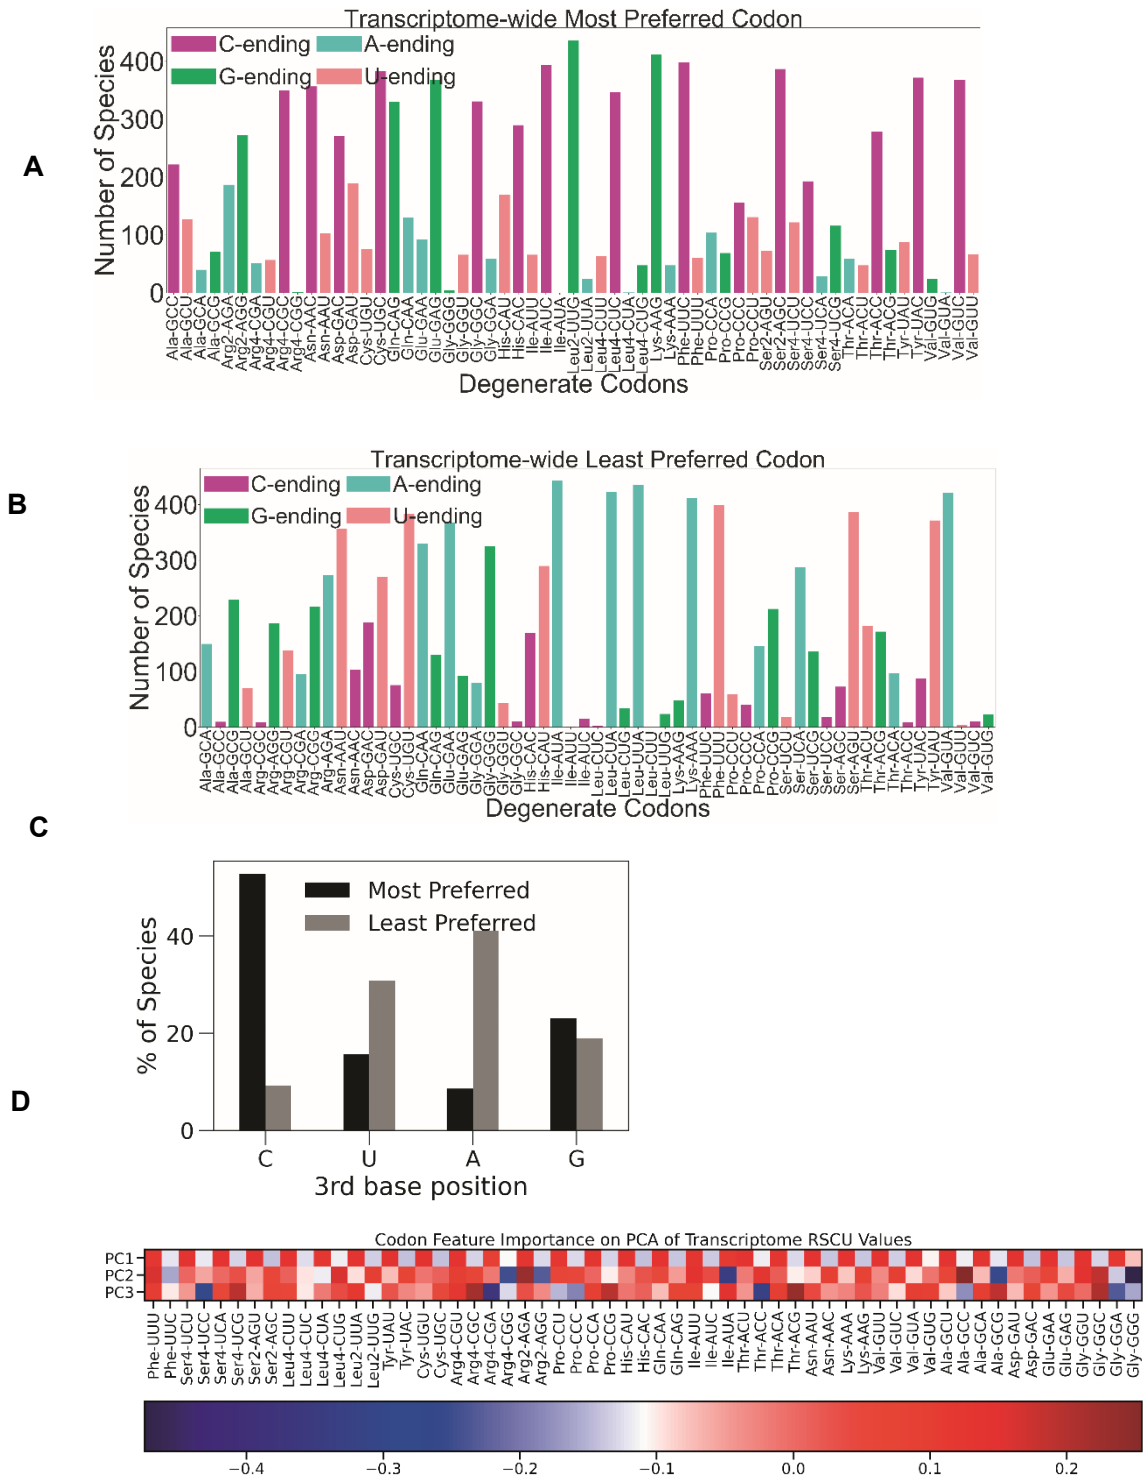 Transcriptome-wide Most Preferred Codon
C-ending
A-ending
G-ending
U-ending
A
Number of Species
400
300
200
100
0
Ala-GCC
Ala-GCU
Ala-GCA
Ala-GCG
Arg2-AGA
Arg2-AGG
Arg4-CGA
Arg4-CGU
Arg4-CGC
Arg4-CGG
Asn-AAC
Asn-AAU
Asp-GAC
Asp-GAU
Cys-UGU
Cys-UGC
Gln-CAG
Gln-CAA
Glu-GAA
Glu-GAG
Gly-GGG
Gly-GGU
Gly-GGC
Gly-GGA
His-CAU
His-CAC
Ile-AUU
Ile-AUC
Ile-AUA
Leu2-UUG
Leu2-UUA
Leu4-CUU
Leu4-CUC
Leu4-CUA
Leu4-CUG
Lys-AAG
Lys-AAA
Phe-UUC
Phe-UUU
Pro-CCA
Pro-CCG
Pro-CCC
Pro-CCU
Ser2-AGU
Ser2-AGC
Ser4-UCU
Ser4-UCC
Ser4-UCA
Ser4-UCG
Thr-ACA
Thr-ACU
Thr-ACC
Thr-ACG
Tyr-UAU
Tyr-UAC
Val-GUG
Val-GUA
Val-GUC
Val-GUU
Degenerate Codons
Transcriptome-wide Least Preferred Codon
C-ending
A-ending
G-ending
U-ending
B
Number of Species
400
300
200
100
0
Ala-GCA
Ala-GCC
Ala-GCG
Ala-GCU
Arg-CGC
Arg-AGG
Arg-CGU
Arg-CGA
Arg-CGG
Arg-AGA
Asn-AAU
Asn-AAC
Asp-GAC
Asp-GAU
Cys-UGC
Cys-UGU
Gln-CAA
Gln-CAG
Glu-GAA
Glu-GAG
Gly-GGA
Gly-GGG
Gly-GGU
Gly-GGC
His-CAC
His-CAU
Ile-AUA
Ile-AUU
Ile-AUC
Leu-CUC
Leu-CUA
Leu-CUG
Leu-UUA
Leu-CUU
Leu-UUG
Lys-AAG
Lys-AAA
Phe-UUC
Phe-UUU
Pro-CCU
Pro-CCC
Pro-CCA
Pro-CCG
Ser-UCU
Ser-UCA
Ser-UCG
Ser-UCC
Ser-AGC
Ser-AGU
Thr-ACU
Thr-ACG
Thr-ACA
Thr-ACC
Tyr-UAC
Tyr-UAU
Val-GUA
Val-GUU
Val-GUC
Val-GUG
Degenerate Codons
C
% of Species
40
20
0
Most Preferred
Least Preferred
C U A G
3rd base position
D
Codon Feature Importance on PCA of Transcriptome RSCU Values
PC1
PC2
PC3
Phe-UUU
Phe-UUC
Ser4-UCU
Ser4-UCC
Ser4-UCA
Ser4-UCG
Ser2-AGU
Ser2-AGC
Leu4-CUU
Leu4-CUC
Leu4-CUA
Leu4-CUG
Leu2-UUA
Leu2-UUG
Tyr-UAU
Tyr-UAC
Cys-UGU
Cys-UGC
Arg4-CGU
Arg4-CGC
Arg4-CGA
Arg4-CGG
Arg2-AGA
Arg2-AGG
Pro-CCU
Pro-CCC
Pro-CCA
Pro-CCG
His-CAU
His-CAC
Gln-CAA
Gln-CAG
Ile-AUU
Ile-AUC
Ile-AUA
Thr-ACU
Thr-ACC
Thr-ACA
Thr-ACG
Asn-AAU
Asn-AAC
Lys-AAA
Lys-AAG
Val-GUU
Val-GUC
Val-GUA
Val-GUG
Ala-GCU
Ala-GCC
Ala-GCA
Ala-GCG
Asp-GAU
Asp-GAC
Glu-GAA
Glu-GAG
Gly-GGU
Gly-GGC
Gly-GGA
Gly-GGG
−0.4 −0.3 −0.2 −0.1 0.0 0.1 0.2